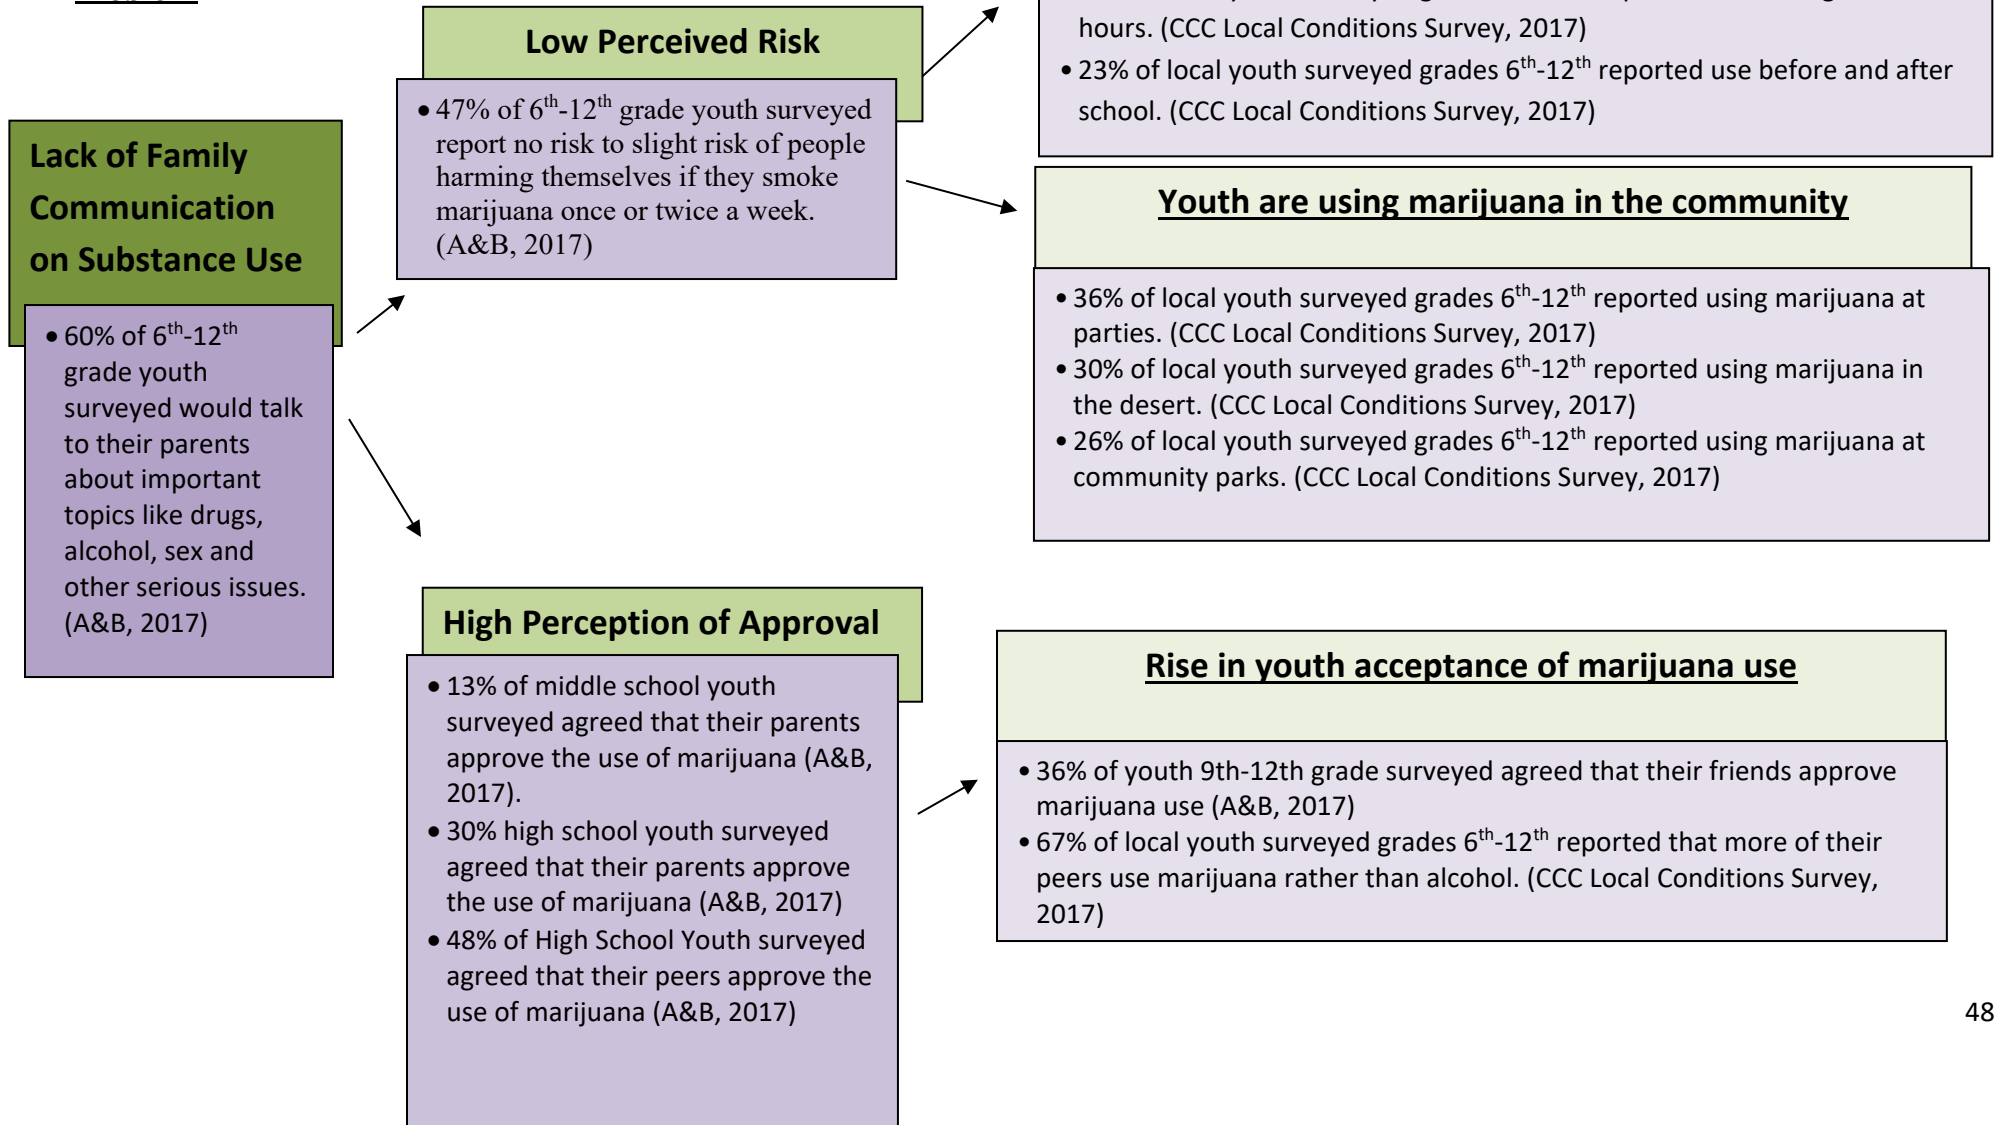 Lack of Family
Communication
on Substance Use
• 60% of 6th-12th
grade youth
surveyed would talk
to their parents
about important
topics like drugs,
alcohol, sex and
other serious issues.
(A&B, 2017)
Low Perceived Risk
• 47% of 6th-12th grade youth surveyed
report no risk to slight risk of people
harming themselves if they smoke
marijuana once or twice a week.
(A&B, 2017)
hours. (CCC Local Conditions Survey, 2017)
• 23% of local youth surveyed grades 6th-12th reported use before and after
school. (CCC Local Conditions Survey, 2017)
Youth are using marijuana in the community
• 36% of local youth surveyed grades 6th-12th reported using marijuana at
parties. (CCC Local Conditions Survey, 2017)
• 30% of local youth surveyed grades 6th-12th reported using marijuana in
the desert. (CCC Local Conditions Survey, 2017)
• 26% of local youth surveyed grades 6th-12th reported using marijuana at
community parks. (CCC Local Conditions Survey, 2017)
High Perception of Approval
• 13% of middle school youth
surveyed agreed that their parents
approve the use of marijuana (A&B,
2017).
• 30% high school youth surveyed
agreed that their parents approve
the use of marijuana (A&B, 2017)
• 48% of High School Youth surveyed
agreed that their peers approve the
use of marijuana (A&B, 2017)
Rise in youth acceptance of marijuana use
• 36% of youth 9th-12th grade surveyed agreed that their friends approve
marijuana use (A&B, 2017)
• 67% of local youth surveyed grades 6th-12th reported that more of their
peers use marijuana rather than alcohol. (CCC Local Conditions Survey,
2017)
48